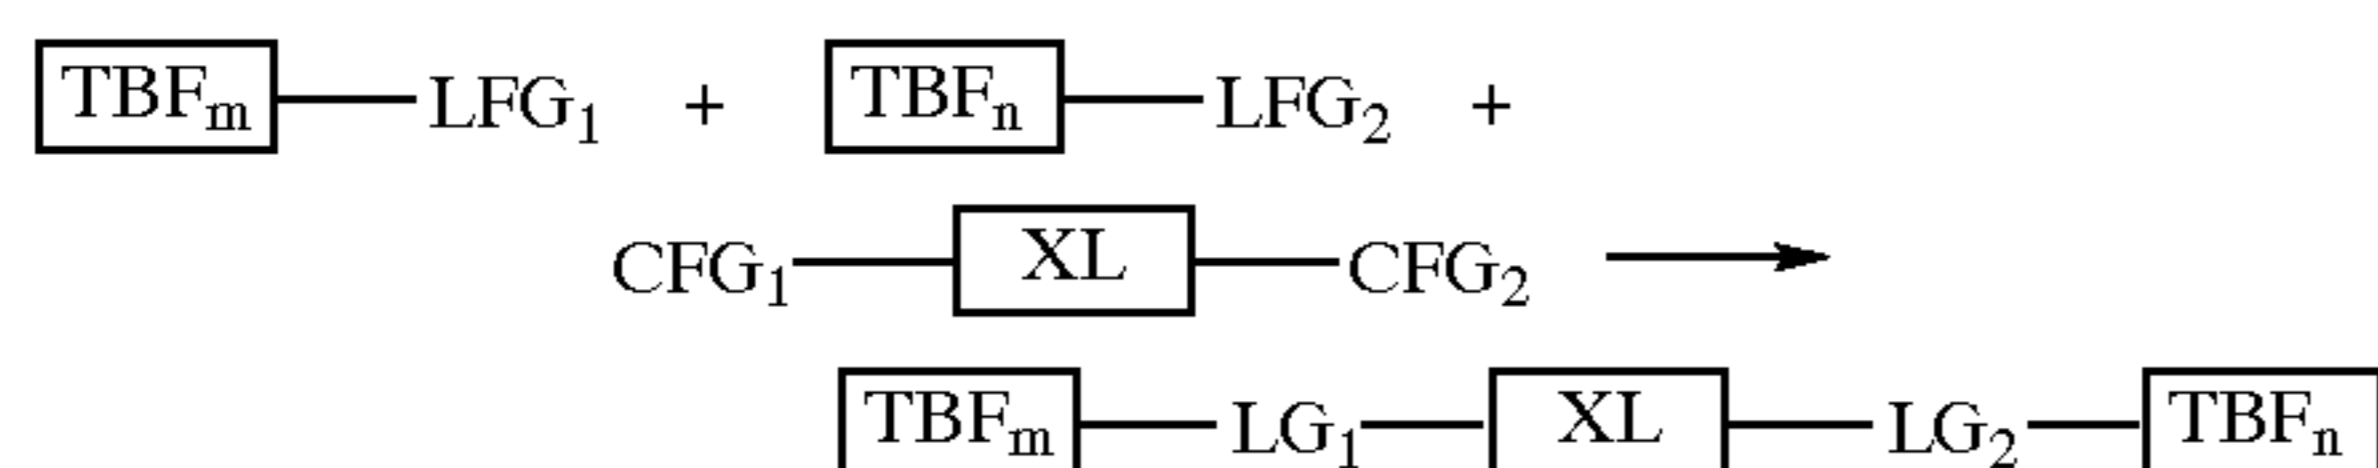 TBFm LFG1 + TBFn LFG2 +
CFG1 XL CFG2
TBFm LG1 XL LG2 TBFn